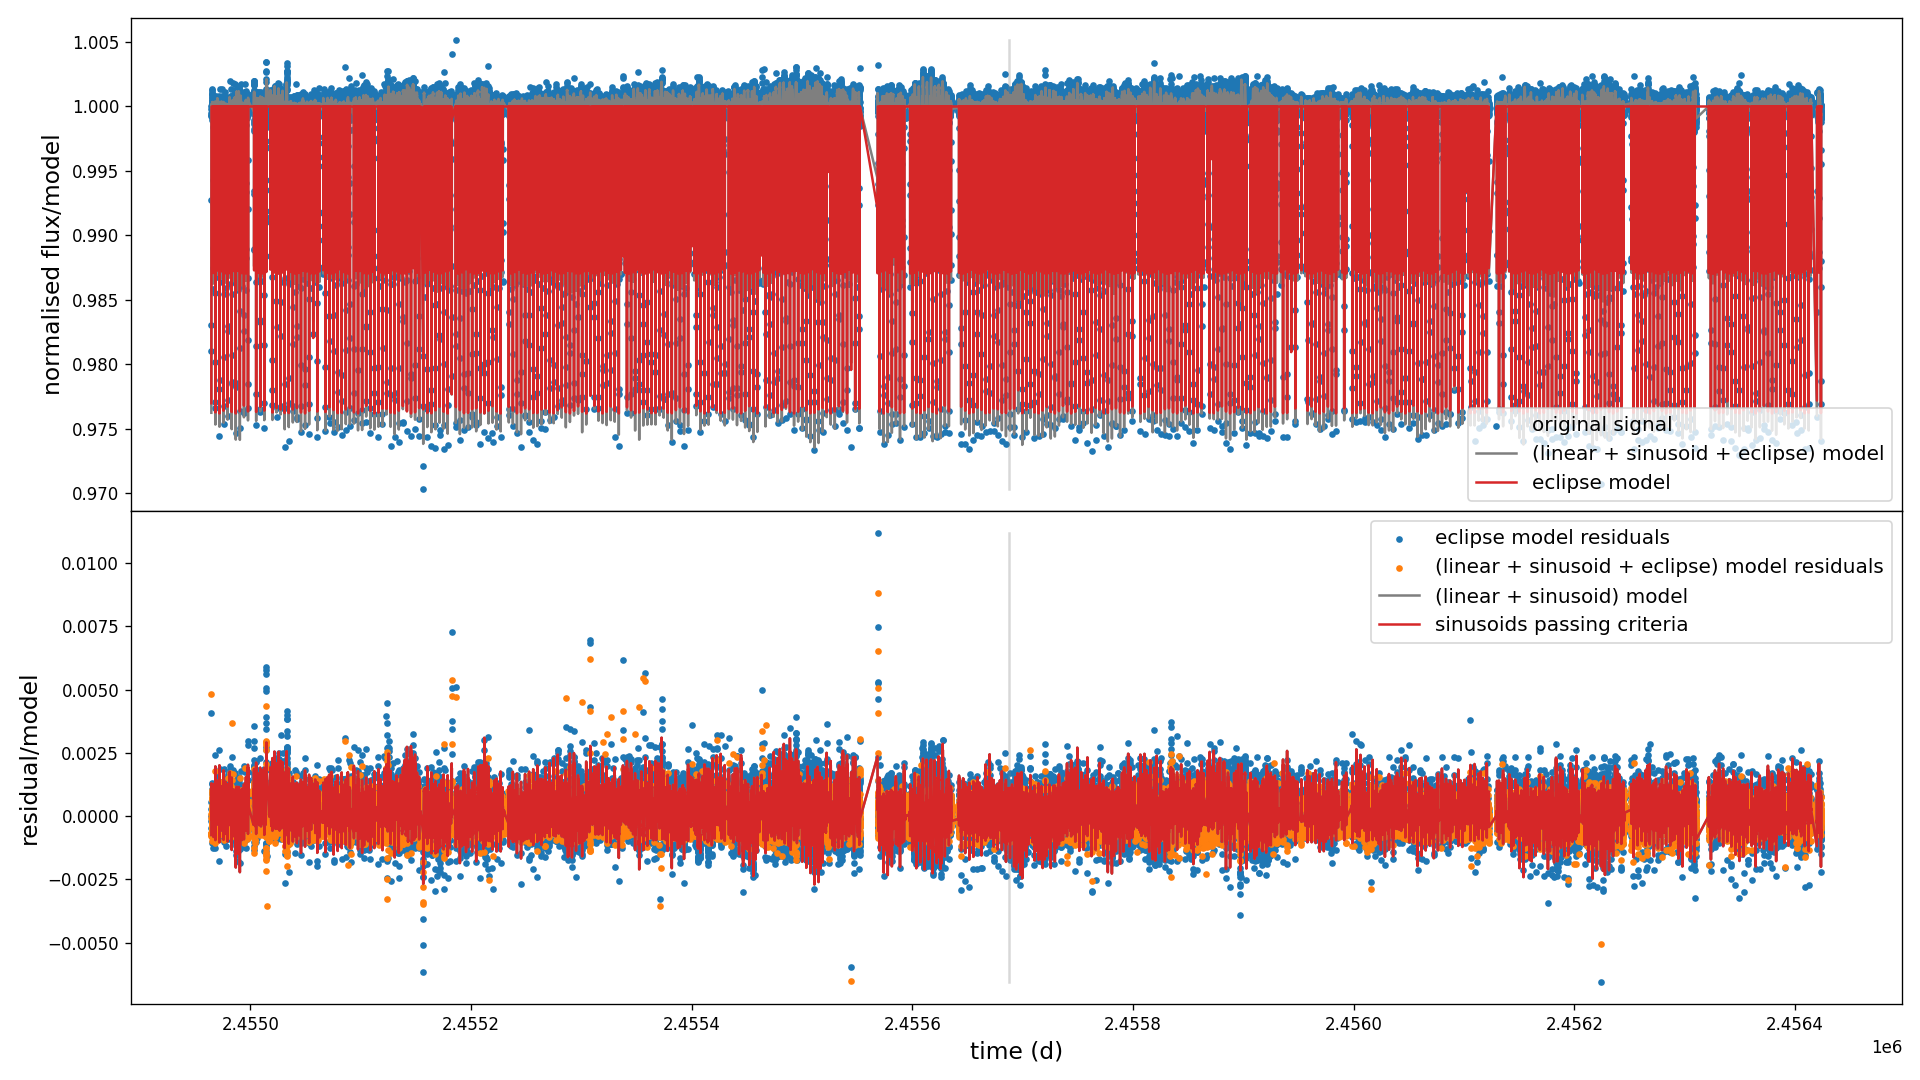 1.005
1.000
0.995
0.990
0.985
0.980
0.975
0.970
normalised flux/model
original signal
(linear + sinusoid + eclipse) model
eclipse model
0.0100
0.0075
0.0050
0.0025
0.0000
−0.0025
−0.0050
residual/model
eclipse model residuals
(linear + sinusoid + eclipse) model residuals
(linear + sinusoid) model
sinusoids passing criteria
2.4550
2.4552
2.4554
2.4556
2.4558
2.4560
2.4562
2.4564
1e6
time (d)